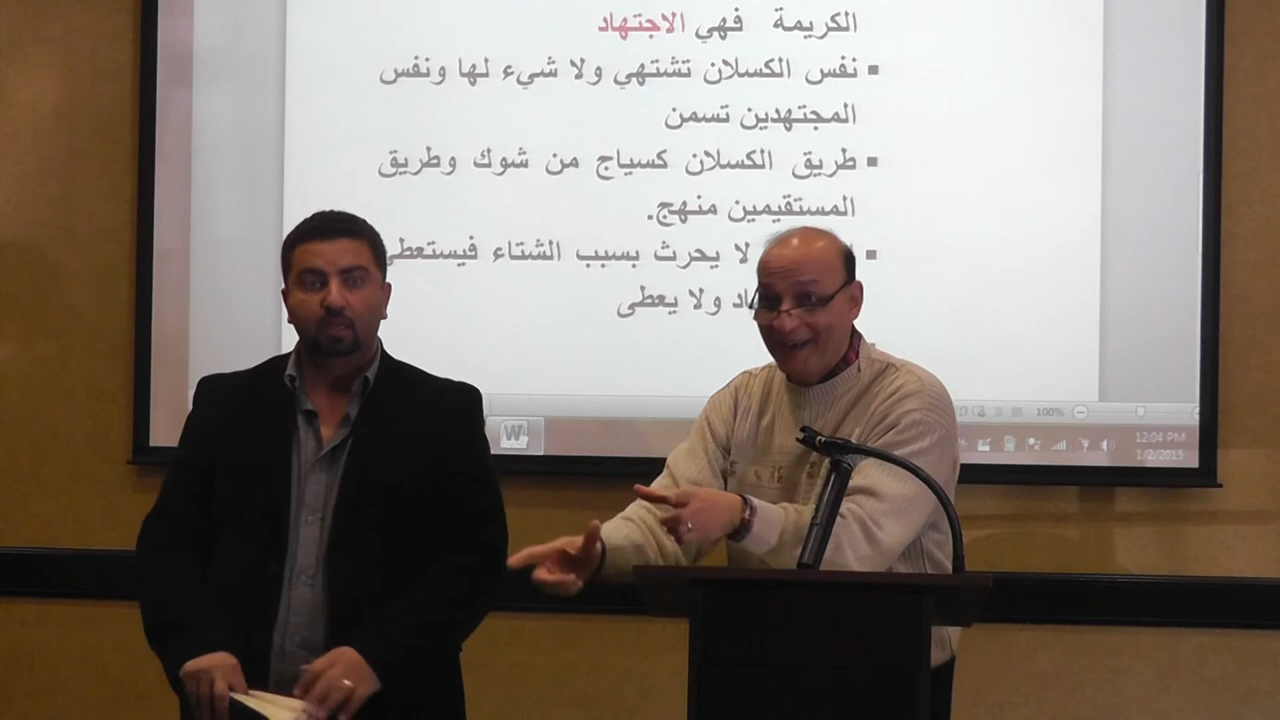 الكريمة فهي الاجتهاد
▪ نفس الكسلان تشتهي ولا شيء لها ونفس
المجتهدين تسمن
▪ طريق الكسلان كسياج من شوك وطريق
المستقيمين منهج.
▪ لا يحرث بسبب الشتاء فيستعطي
ولا يعطى
100%
W
12:04 PM
1/2/2015